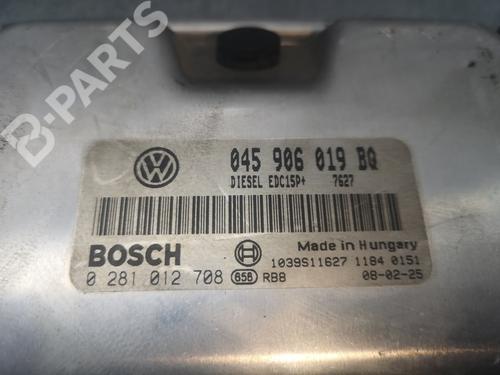 B-PARTS
045 906 019 BQ
DIESEL EDC15P+ 7627
BOSCH
Made in Hungary
1039S11627 1184 0151
0 281 012 708 658 RB8
08-02-25